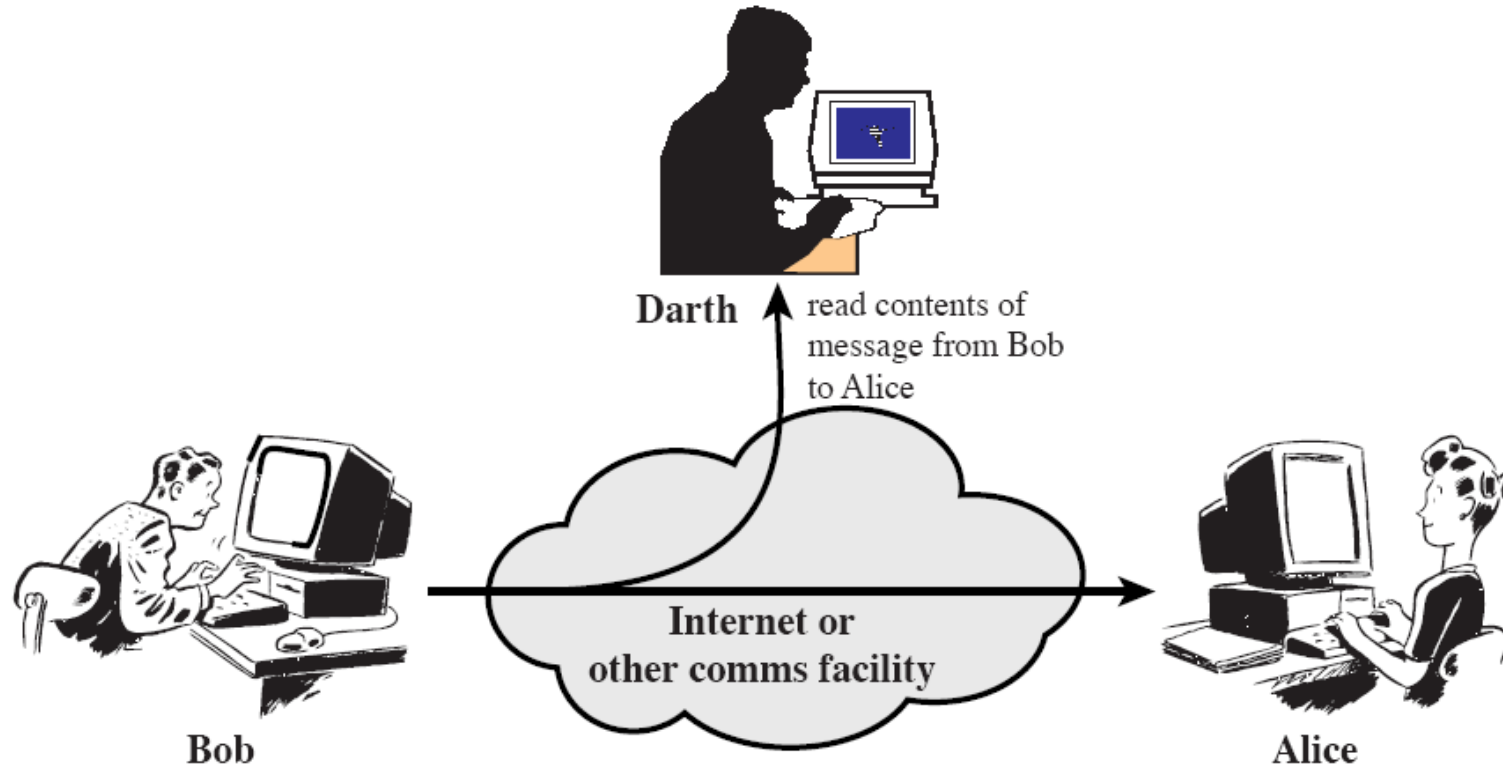 Darth
read contents of
message from Bob
to Alice
Internet or
other comms facility
Bob
Alice